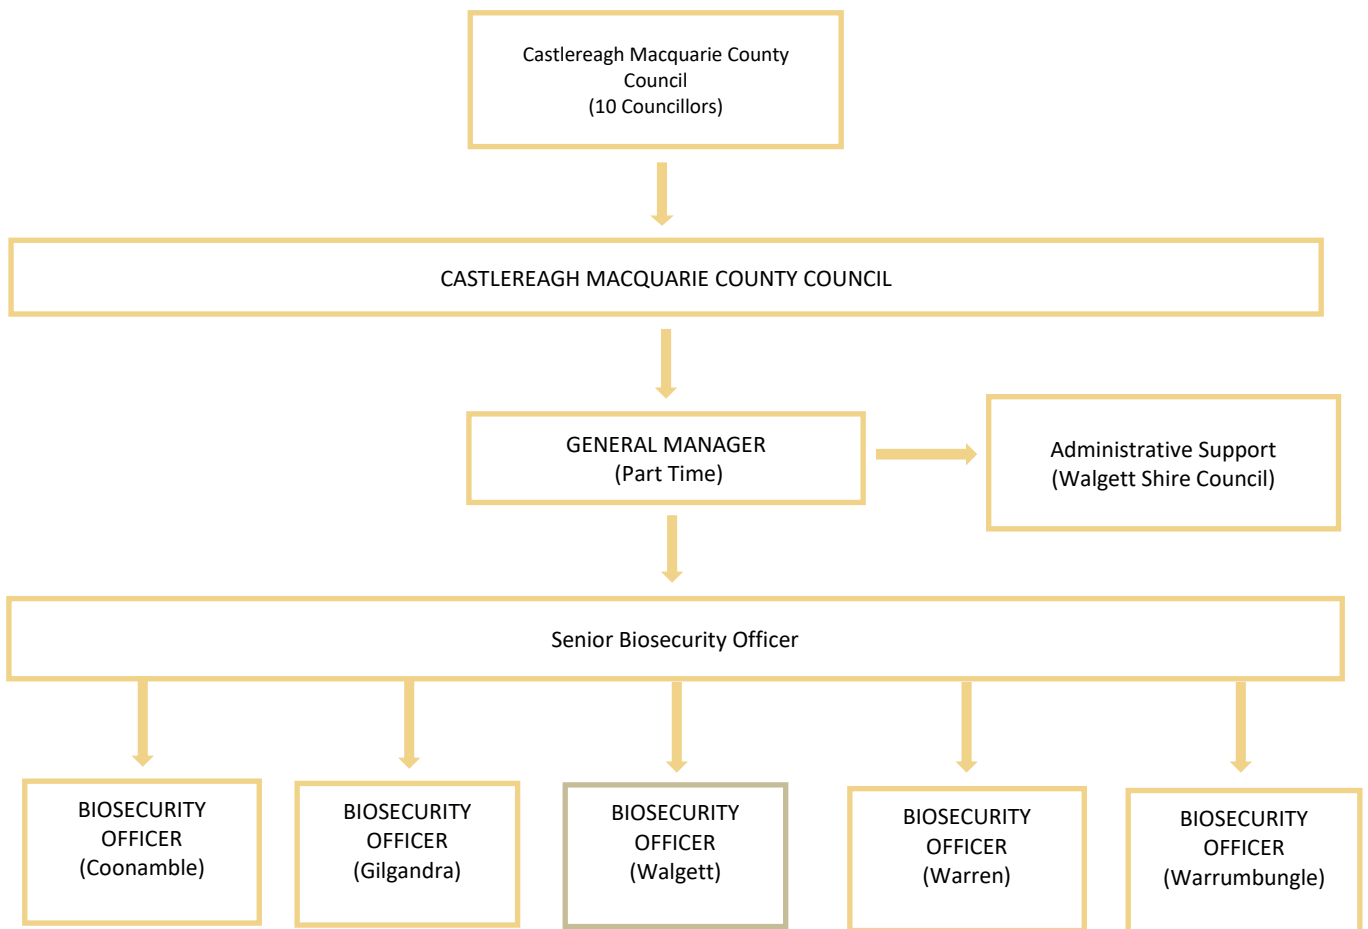 Castlereagh Macquarie County
Council
(10 Councillors)
CASTLEREAGH MACQUARIE COUNTY COUNCIL
GENERAL MANAGER
(Part Time)
Administrative Support
(Walgett Shire Council)
Senior Biosecurity Officer
BIOSECURITY
OFFICER
(Coonamble)
BIOSECURITY
OFFICER
(Gilgandra)
BIOSECURITY
OFFICER
(Walgett)
BIOSECURITY
OFFICER
(Warren)
BIOSECURITY
OFFICER
(Warrumbungle)